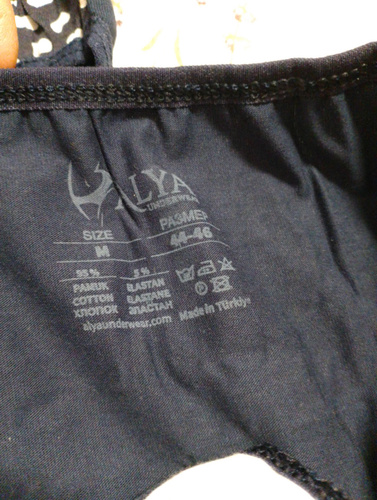 ALYA
UNDERWEAR
SIZE РАЗМЕР
M 44-46
95 % 5 %
PAMUK ELASTAN
COTTON ELASTANE
ХЛОПОК ЭЛАСТАН
alyaunderwear.com Made in Türkiye